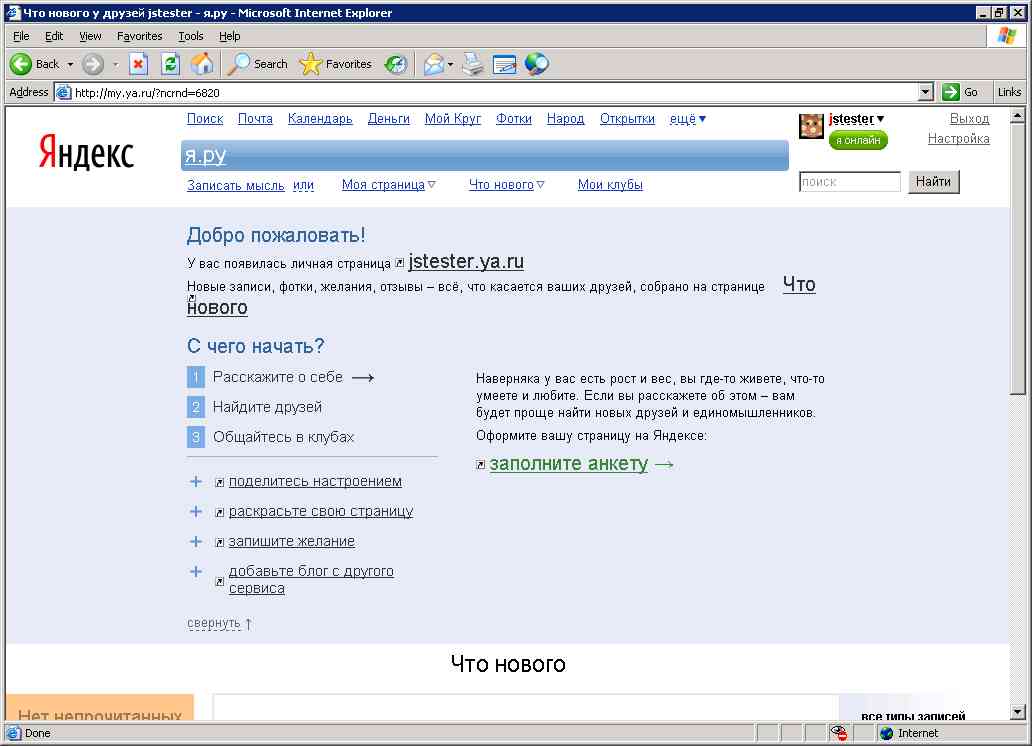 Что нового у друзей jstester - я.ру - Microsoft Internet Explorer
File Edit View Favorites Tools Help
Back Search Favorites
Address http://my.ya.ru/?ncrnd=6820 Go Links
Поиск Почта Календарь Деньги Мой Круг Фотки Народ Открытки ещё▼ jstester▼ Выход
Яндекс
я онлайн Настройка
я.ру
Записать мысль или Моя страница▽ Что нового▽ Мои клубы поиск Найти
Добро пожаловать!
У вас появилась личная страница jstester.ya.ru
Новые записи, фотки, желания, отзывы – всё, что касается ваших друзей, собрано на странице Что
нового
С чего начать?
1 Расскажите о себе →
2 Найдите друзей
3 Общайтесь в клубах
Наверняка у вас есть рост и вес, вы где-то живете, что-то
умеете и любите. Если вы расскажете об этом – вам
будет проще найти новых друзей и единомышленников.
Оформите вашу страницу на Яндексе:
заполните анкету →
+ поделитесь настроением
+ раскрасьте свою страницу
+ запишите желание
+ добавьте блог с другого
сервиса
свернуть ↑
Что нового
Нет непрочитанных
все типы записей
Done Internet